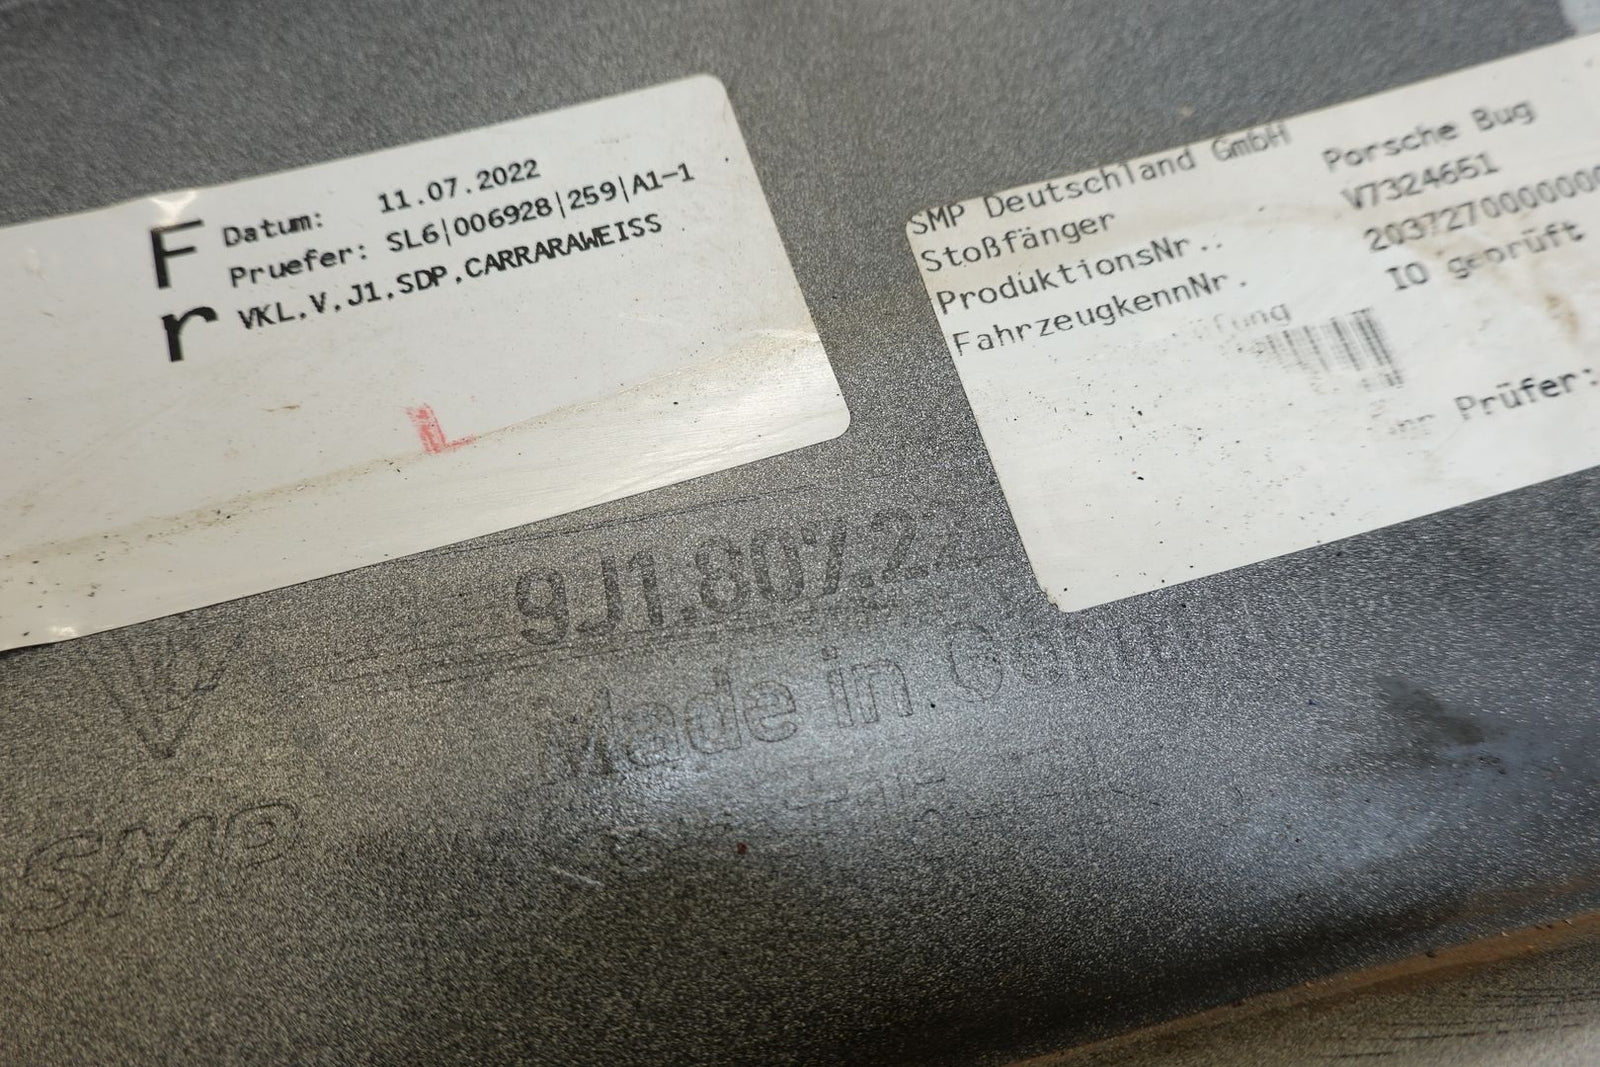 Fr
Datum: 11.07.2022
Pruefer: SL6|006928|259|A1-1
VKL.V.J1.SDP.CARRARAWEISS
L
SMP Deutschland GmbH
Stoßfänger Porsche Bug
ProduktionsNr.. V7324651
FahrzeugkennNr.
IO geprüft
Prüfer:
9J1.807.2
Made in
SMP